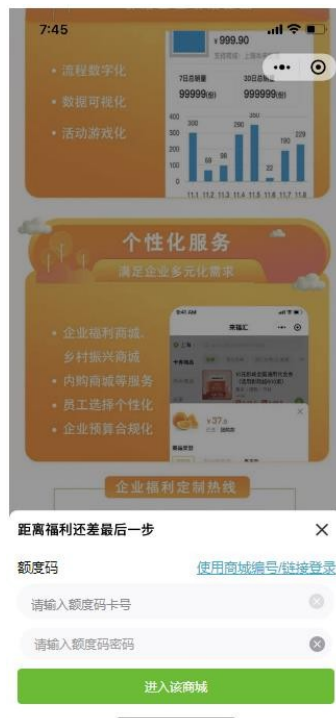 7:45
¥999.90
• 流程数字化
• 数据可视化
• 活动游戏化
7日总销量
30日总销量
99999(份)
999999(份)
400
300
200
100
0
300
69
98
280
350
22
180
229
11.1 11.2 11.3 11.4 11.5 11.6 11.7 11.8
个性化服务
满足企业多元化需求
• 企业福利商城、
乡村振兴商城
• 内购商城等服务
• 员工选择个性化
• 企业预算合规化
9:41 AM
来福汇
¥37.8
企业福利定制热线
距离福利还差最后一步
额度码
使用商城编号/链接登录
请输入额度码卡号
请输入额度码密码
进入该商城